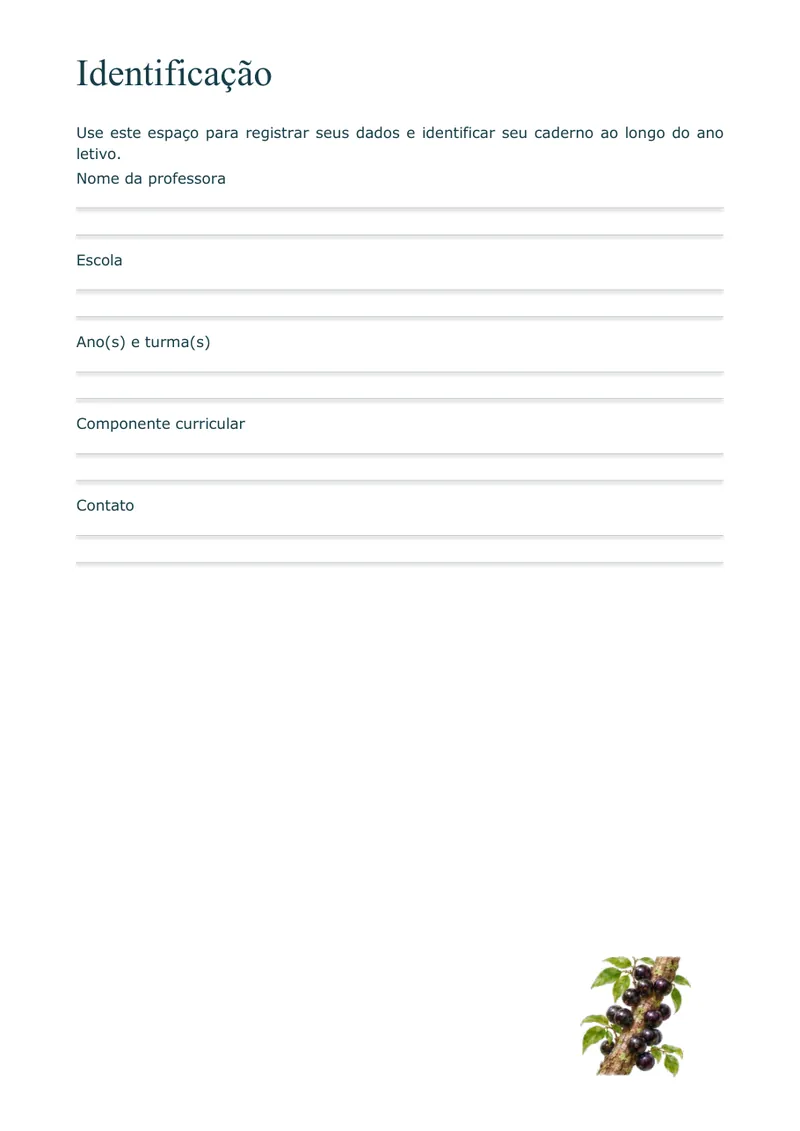 Identificação
Use este espaço para registrar seus dados e identificar seu caderno ao longo do ano
letivo.
Nome da professora
Escola
Ano(s) e turma(s)
Componente curricular
Contato